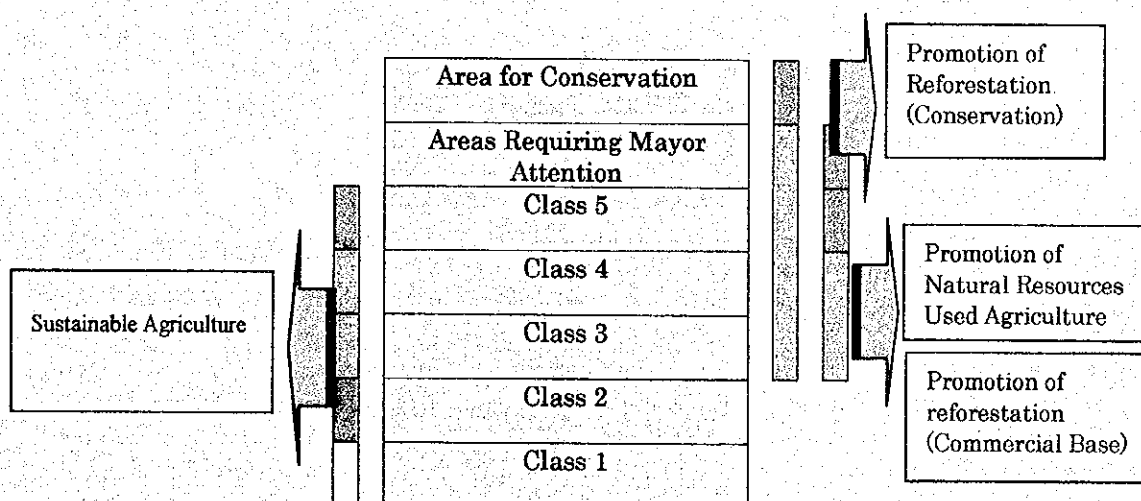 Sustainable Agriculture
Area for Conservation
Areas Requiring Mayor
Attention
Class 5
Class 4
Class 3
Class 2
Class 1
Promotion of
Reforestation
(Conservation)
Promotion of
Natural Resources
Used Agriculture
Promotion of
reforestation
(Commercial Base)